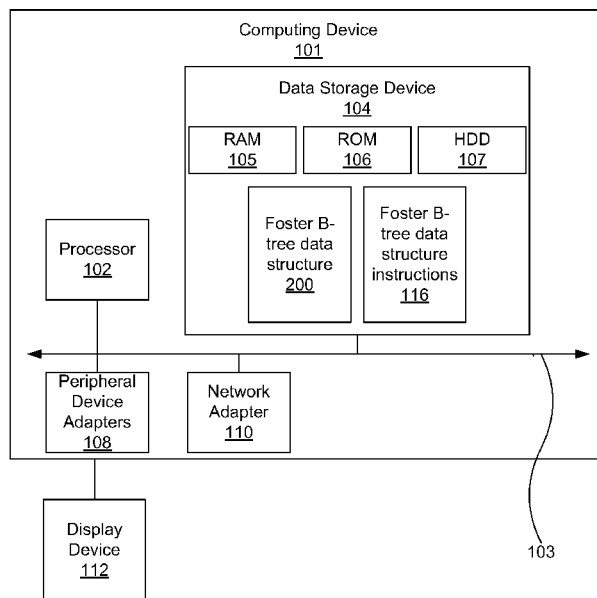 Computing Device
101
Data Storage Device
104
RAM
105
ROM
106
HDD
107
Foster B-
tree data
structure
200
Foster B-
tree data
structure
instructions
116
Processor
102
Peripheral
Device
Adapters
108
Network
Adapter
110
Display
Device
112
103